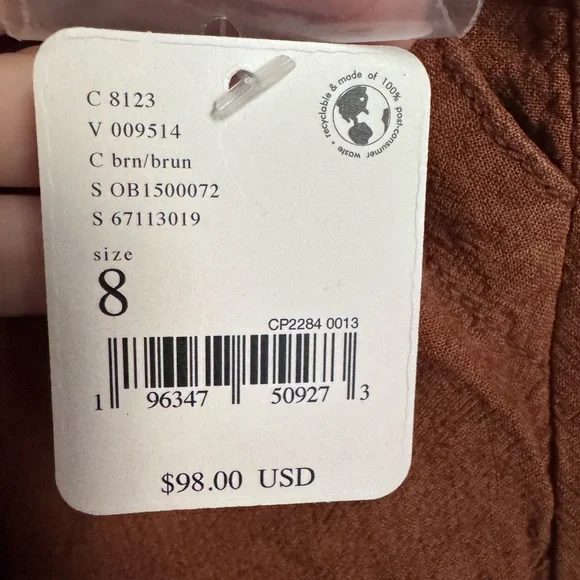 C 8123
V 009514
C brn/brun
S OB1500072
S 67113019
size
8
recyclable & made of 100% post-consumer waste •
CP2284 0013
1 96347 50927 3
$98.00 USD